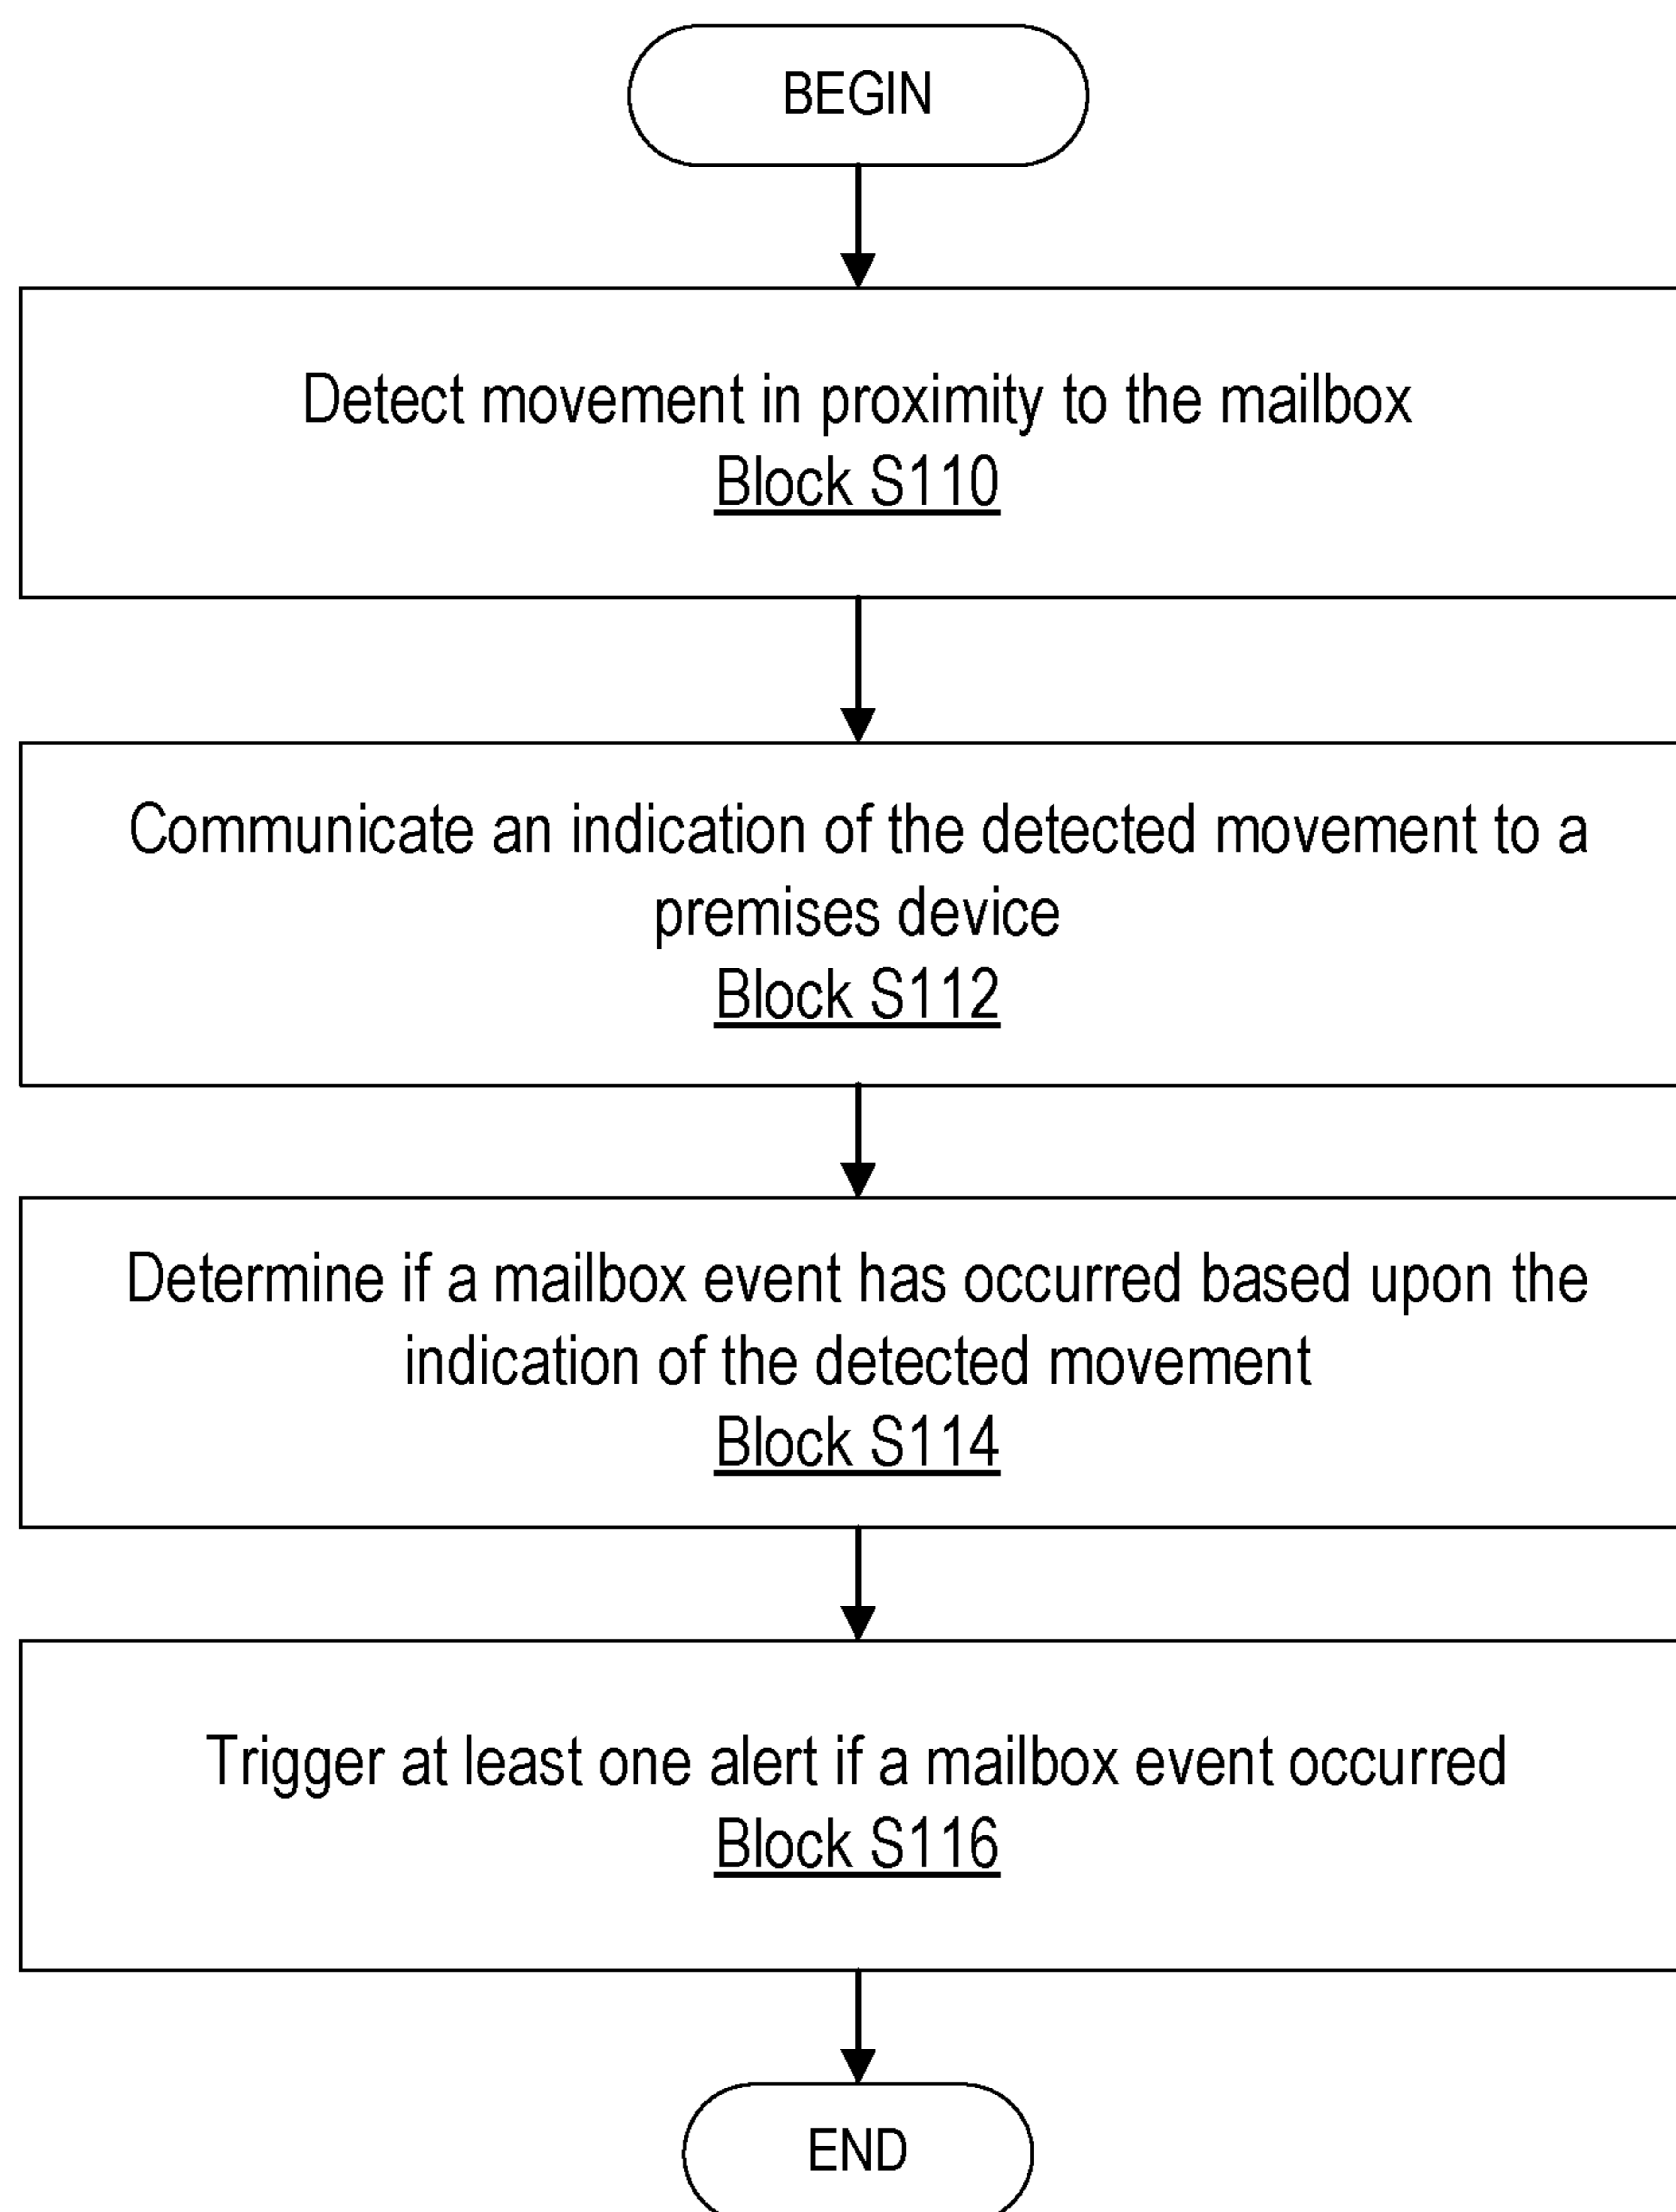 BEGIN
Detect movement in proximity to the mailbox
Block S110
Communicate an indication of the detected movement to a
premises device
Block S112
Determine if a mailbox event has occurred based upon the
indication of the detected movement
Block S114
Trigger at least one alert if a mailbox event occurred
Block S116
END